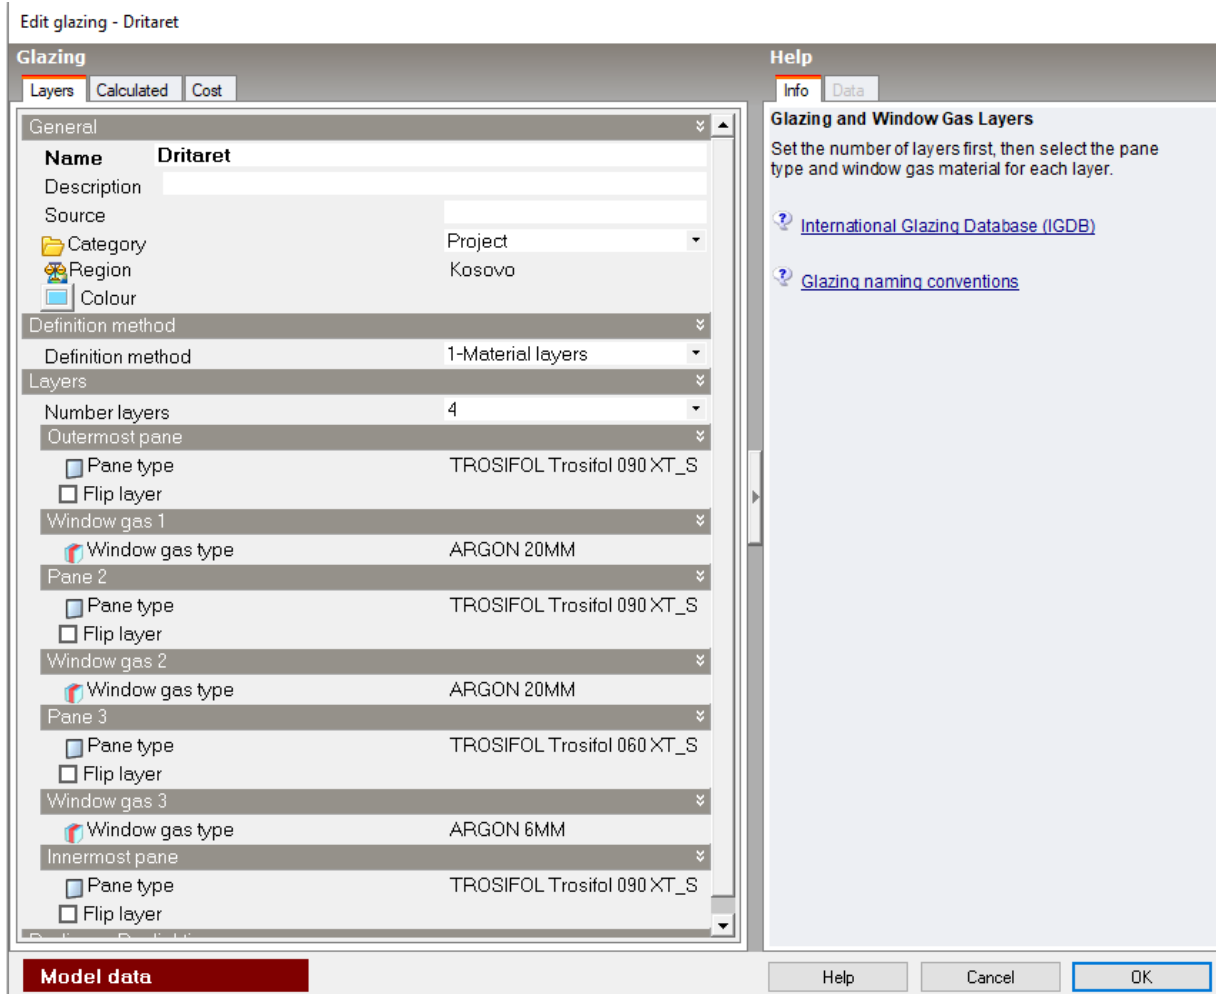 Edit glazing - Dritaret
Glazing
Layers Calculated Cost
General
Name Dritaret
Description
Source
Category Project
Region Kosovo
Colour
Definition method
Definition method 1-Material layers
Layers
Number layers 4
Outermost pane
Pane type TROSIFOL Trosifol 090 XT_S
Flip layer
Window gas 1
Window gas type ARGON 20MM
Pane 2
Pane type TROSIFOL Trosifol 090 XT_S
Flip layer
Window gas 2
Window gas type ARGON 20MM
Pane 3
Pane type TROSIFOL Trosifol 060 XT_S
Flip layer
Window gas 3
Window gas type ARGON 6MM
Innermost pane
Pane type TROSIFOL Trosifol 090 XT_S
Flip layer
Model data
Help
Info Data
Glazing and Window Gas Layers
Set the number of layers first, then select the pane
type and window gas material for each layer.
International Glazing Database (IGDB)
Glazing naming conventions
Help Cancel OK